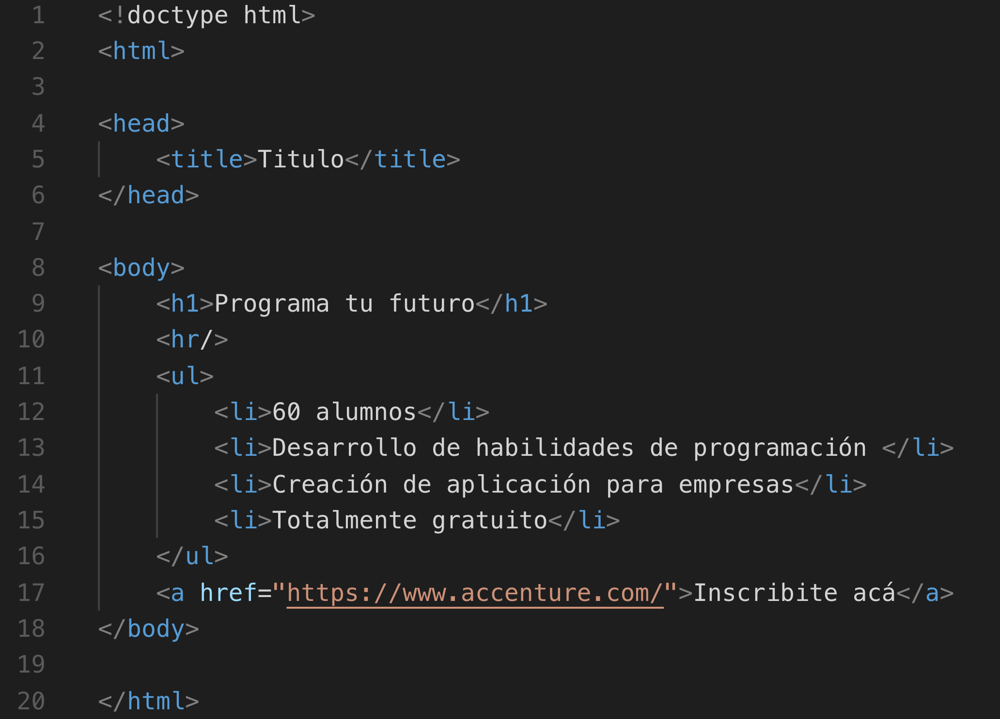 1 <!doctype html>
2 <html>
3
4 <head>
5     <title>Titulo</title>
6 </head>
7
8 <body>
9     <h1>Programa tu futuro</h1>
10     <hr/>
11     <ul>
12         <li>60 alumnos</li>
13         <li>Desarrollo de habilidades de programación </li>
14         <li>Creación de aplicación para empresas</li>
15         <li>Totalmente gratuito</li>
16     </ul>
17     <a href="https://www.accenture.com/">Inscribite acá</a>
18 </body>
19
20 </html>